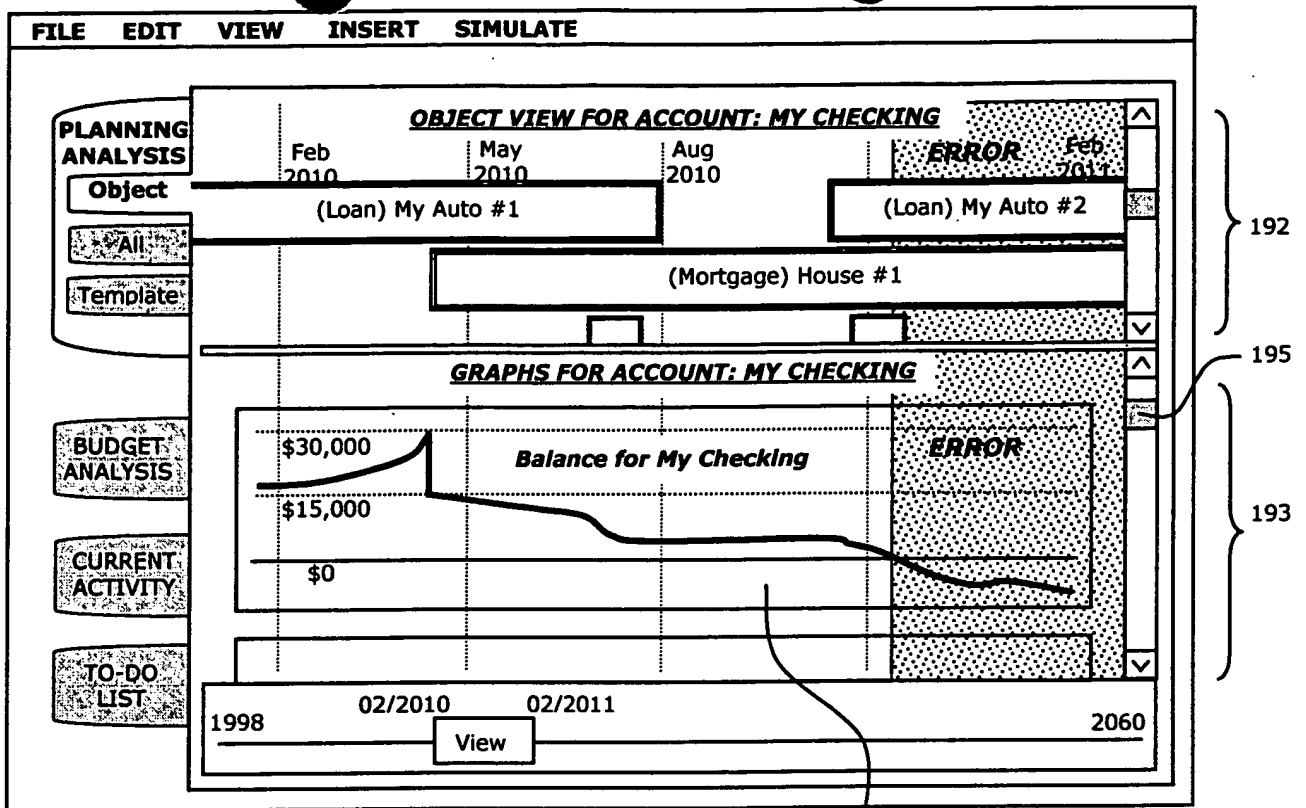 FILE EDIT VIEW INSERT SIMULATE
PLANNING
ANALYSIS
Object
All
Template
BUDGET
ANALYSIS
CURRENT
ACTIVITY
TO-DO
LIST
OBJECT VIEW FOR ACCOUNT: MY CHECKING
Feb
2010
May
2010
Aug
2010
ERROR
Feb
2011
(Loan) My Auto #1
(Loan) My Auto #2
(Mortgage) House #1
GRAPHS FOR ACCOUNT: MY CHECKING
$30,000
Balance for My Checking
ERROR
$15,000
$0
02/2010 02/2011
1998
View
2060
192
195
193